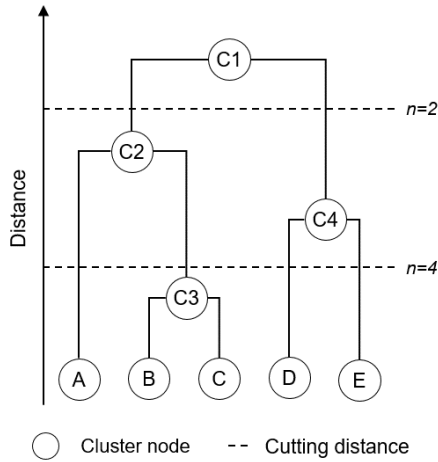 C1
n=2
C2
Distance
C4
n=4
C3
A B C D E
Cluster node -- Cutting distance